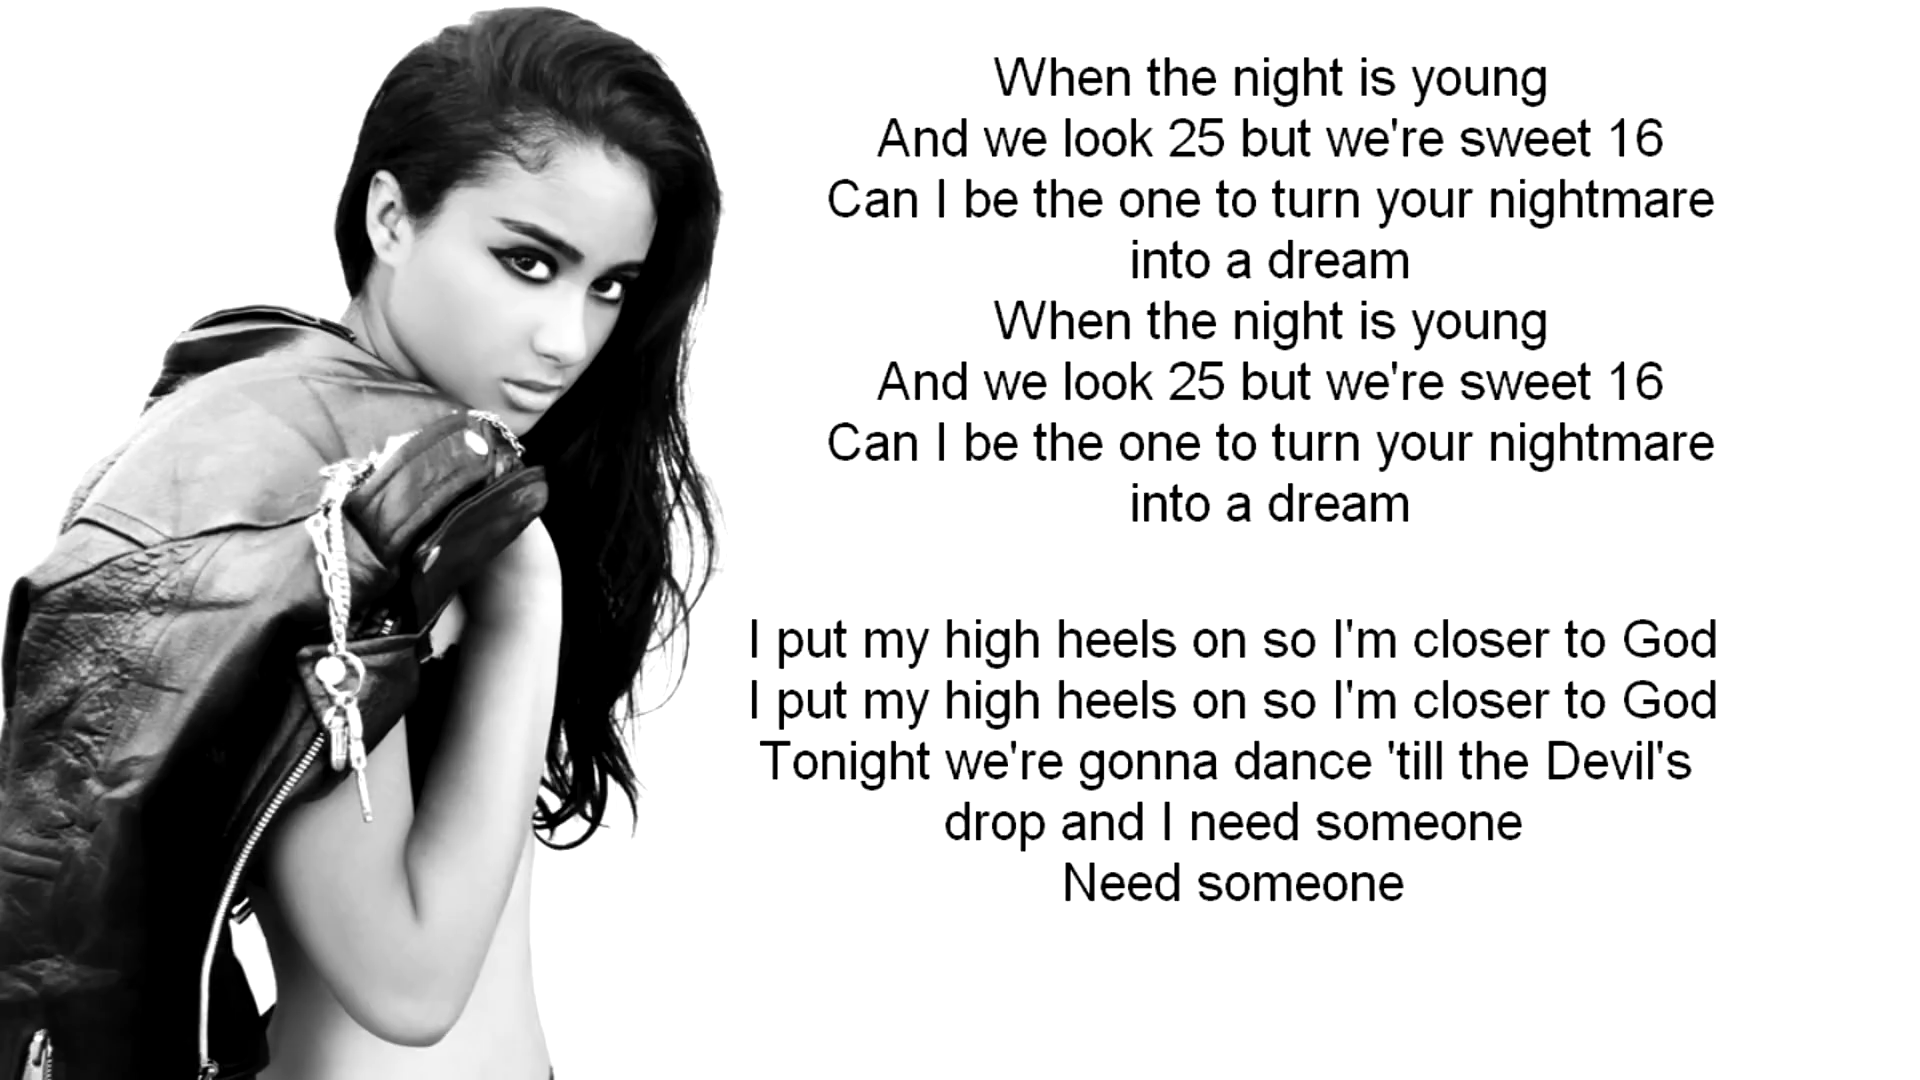 When the night is young
And we look 25 but we're sweet 16
Can I be the one to turn your nightmare
into a dream
When the night is young
And we look 25 but we're sweet 16
Can I be the one to turn your nightmare
into a dream
I put my high heels on so I'm closer to God
I put my high heels on so I'm closer to God
Tonight we're gonna dance 'till the Devil's
drop and I need someone
Need someone